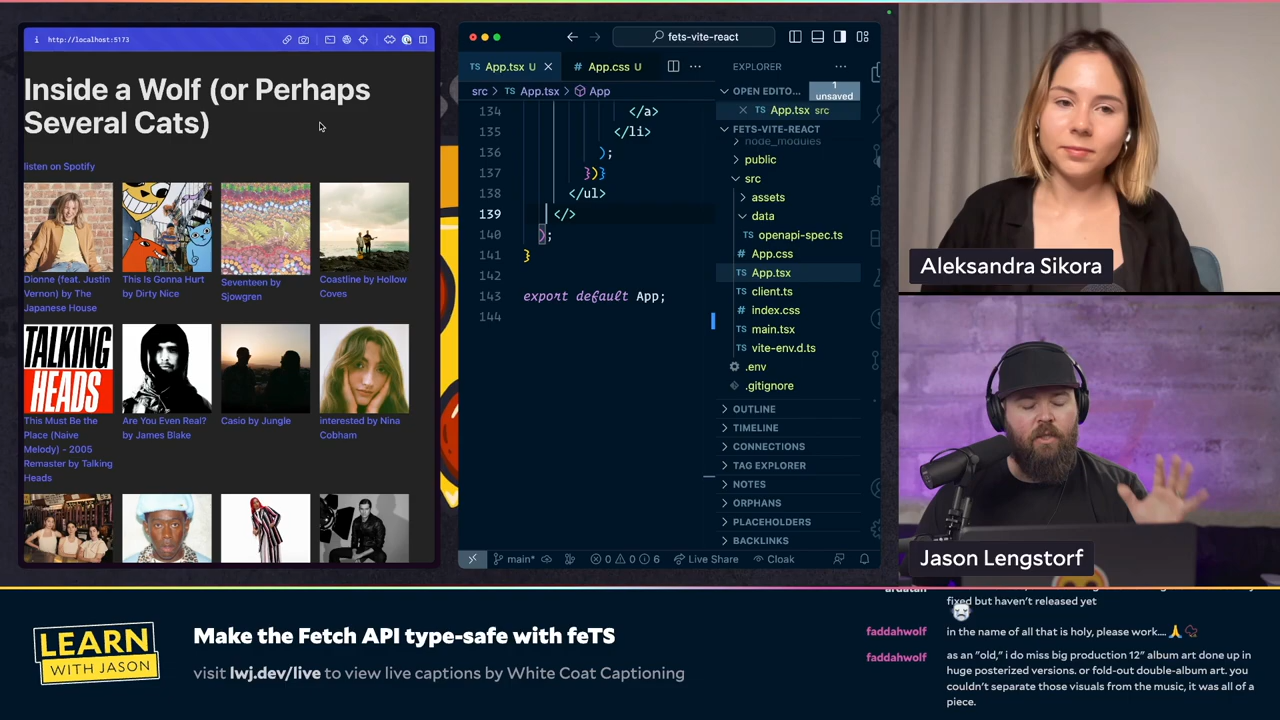 http://localhost:5173
Inside a Wolf (or Perhaps
Several Cats)
listen on Spotify
Dionne (feat. Justin
Vernon) by The
Japanese House
This Is Gonna Hurt
by Dirty Nice
Seventeen by
Sjowgren
Coastline by Hollow
Coves
TALKING
HEADS
This Must Be the
Place (Naive
Melody) - 2005
Remaster by Talking
Heads
Are You Even Real?
by James Blake
Casio by Jungle
interested by Nina
Cobham
fets-vite-react
App.tsx U
App.css U
src > App.tsx > App
134 </a>
135 </li>
136 );
137 })}
138 </ul>
139 </>
140 );
141 }
142
143 export default App;
144
EXPLORER
OPEN EDITO...
1
unsaved
App.tsx src
FETS-VITE-REACT
node_modules
public
src
assets
data
openapi-spec.ts
App.css
App.tsx
client.ts
index.css
main.tsx
vite-env.d.ts
.env
.gitignore
OUTLINE
TIMELINE
CONNECTIONS
TAG EXPLORER
NOTES
ORPHANS
PLACEHOLDERS
BACKLINKS
main*
0 0 6
Live Share
Cloak
Aleksandra Sikora
Jason Lengstorf
LEARN
WITH JASON
Make the Fetch API type-safe with feTS
visit lwj.dev/live to view live captions by White Coat Captioning
ardatan
fixed but haven't released yet
faddahwolf in the name of all that is holy, please work....
faddahwolf as an "old," i do miss big production 12" album art done up in
huge posterized versions. or fold-out double-album art. you
couldn't separate those visuals from the music, it was all of a
piece.